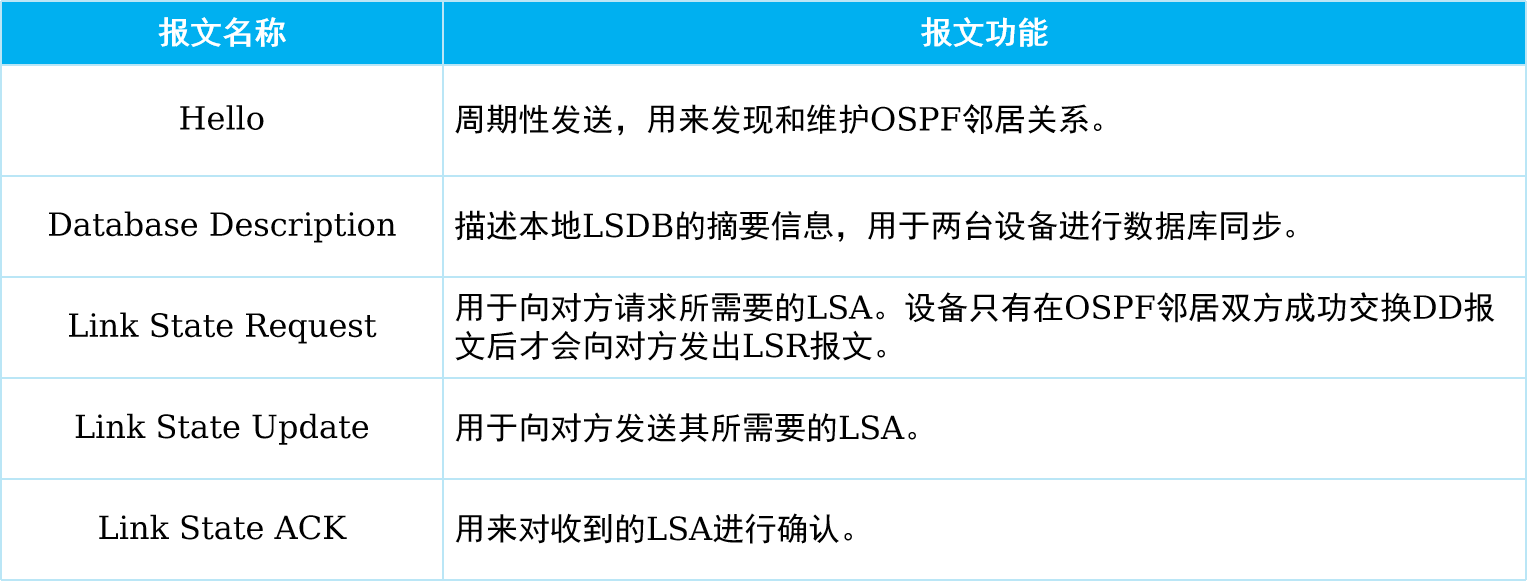 报文名称
报文功能
Hello
周期性发送，用来发现和维护OSPF邻居关系。
Database Description
描述本地LSDB的摘要信息，用于两台设备进行数据库同步。
Link State Request
用于向对方请求所需要的LSA。设备只有在OSPF邻居双方成功交换DD报
文后才会向对方发出LSR报文。
Link State Update
用于向对方发送其所需要的LSA。
Link State ACK
用来对收到的LSA进行确认。